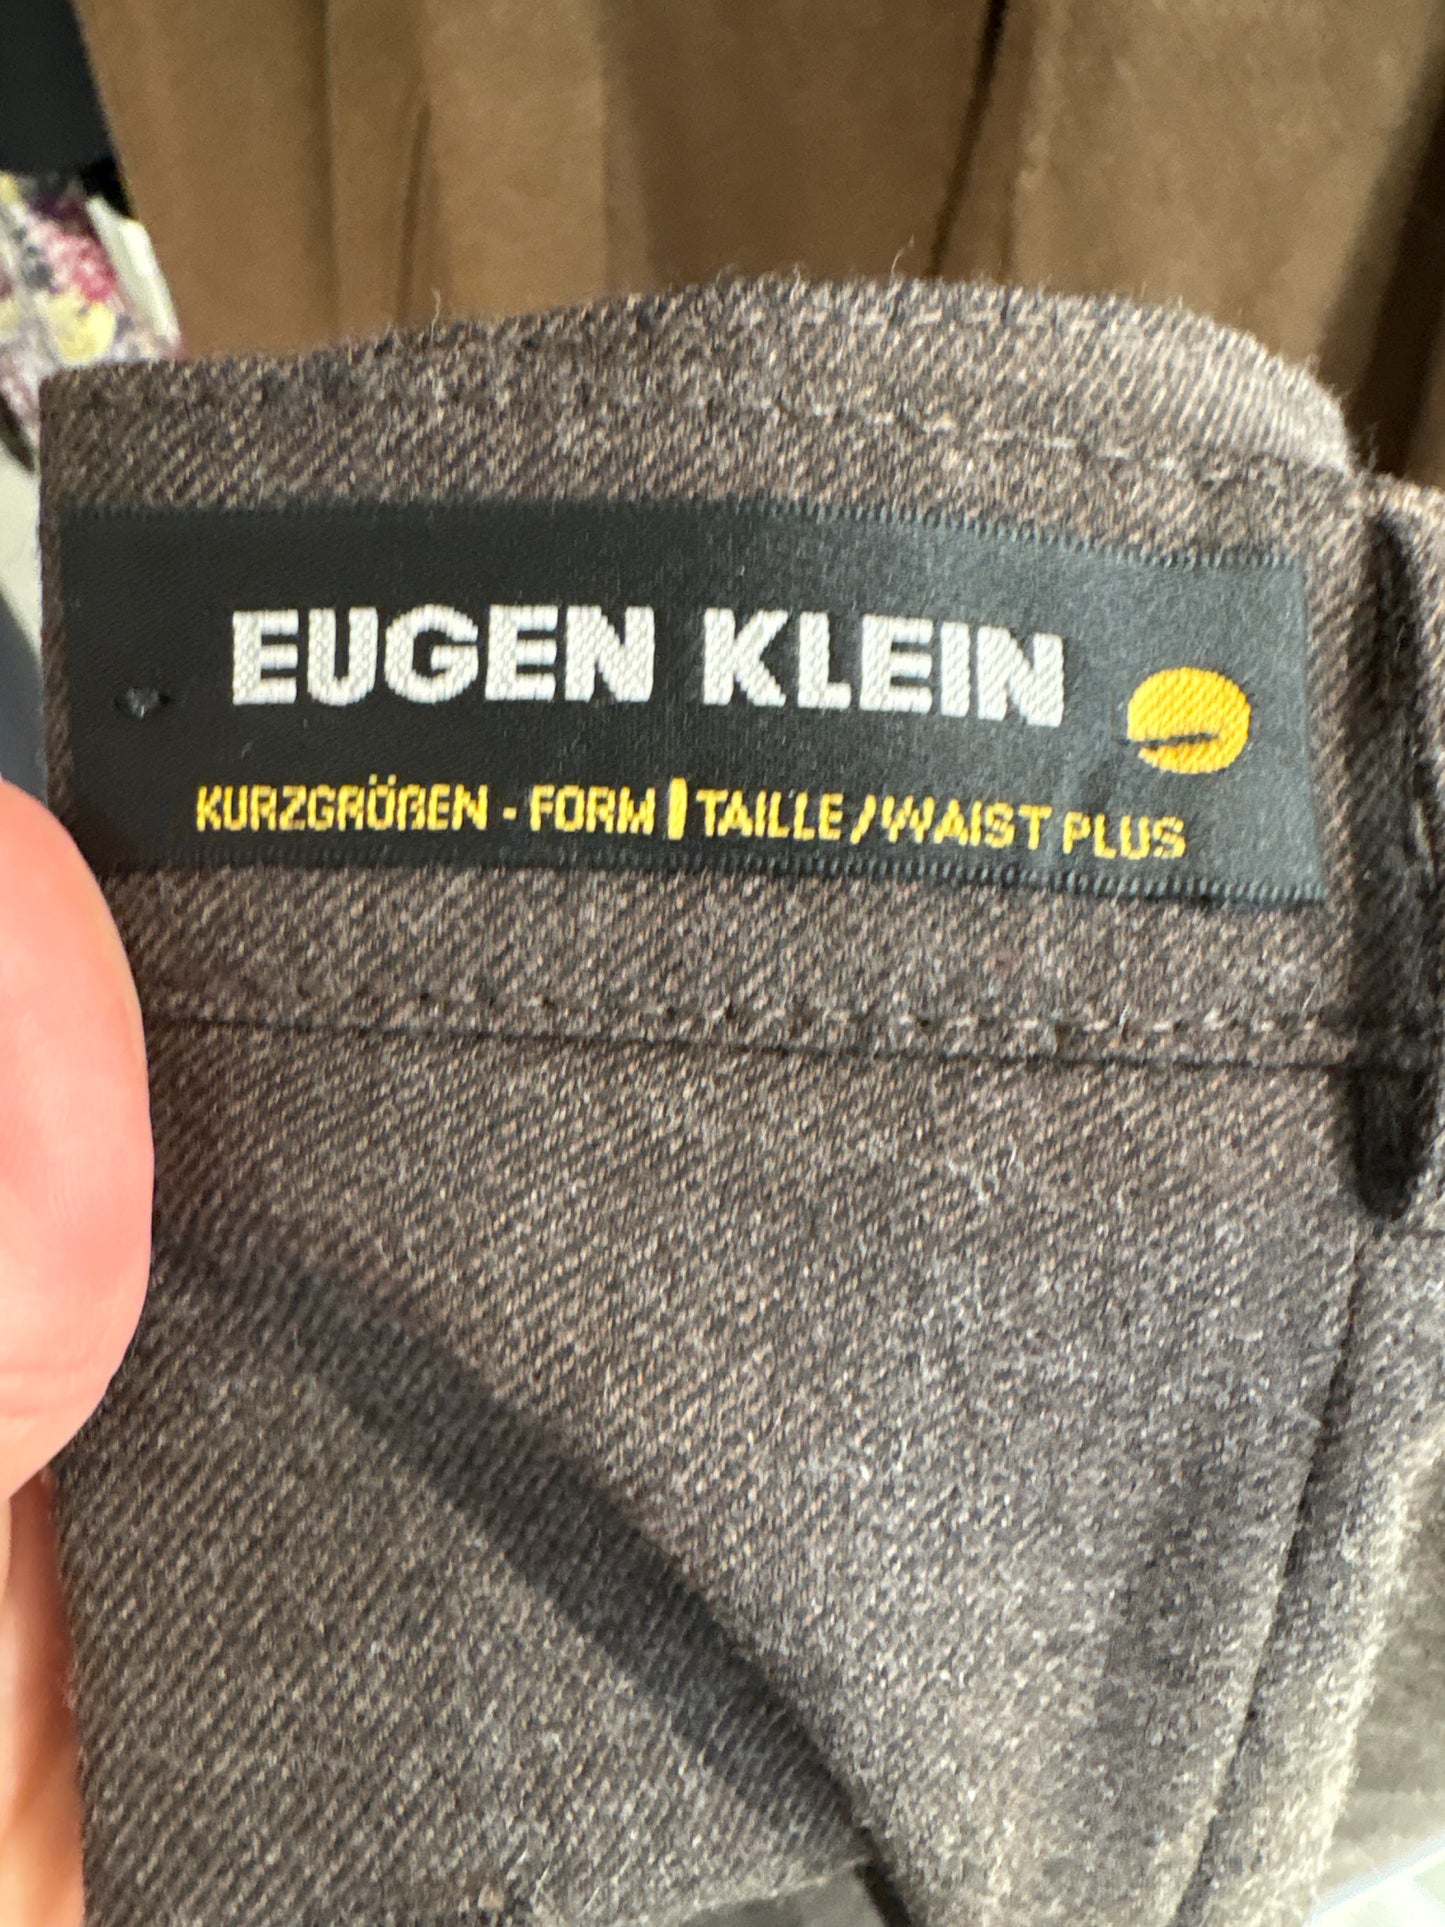 EUGEN KLEIN
KURZGRÖßEN - FORM | TAILLE/WAIST PLUS